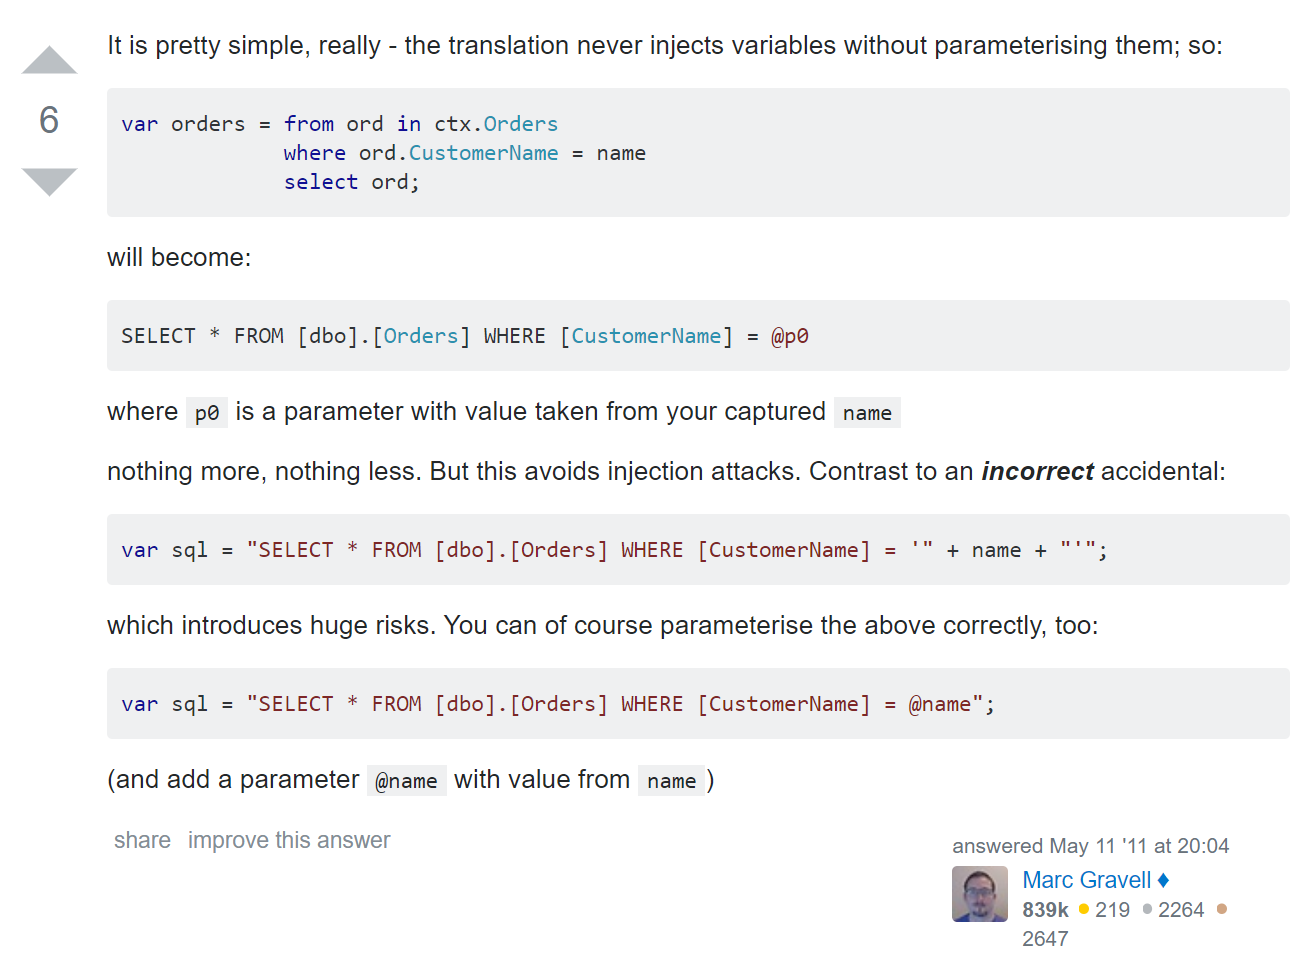 It is pretty simple, really - the translation never injects variables without parameterising them; so:
6
var orders = from ord in ctx.Orders
             where ord.CustomerName = name
             select ord;
will become:
SELECT * FROM [dbo].[Orders] WHERE [CustomerName] = @p0
where p0 is a parameter with value taken from your captured name
nothing more, nothing less. But this avoids injection attacks. Contrast to an incorrect accidental:
var sql = "SELECT * FROM [dbo].[Orders] WHERE [CustomerName] = '" + name + "'";
which introduces huge risks. You can of course parameterise the above correctly, too:
var sql = "SELECT * FROM [dbo].[Orders] WHERE [CustomerName] = @name";
(and add a parameter @name with value from name)
share improve this answer
answered May 11 '11 at 20:04
Marc Gravell ♦
839k ● 219 ● 2264 ●
2647